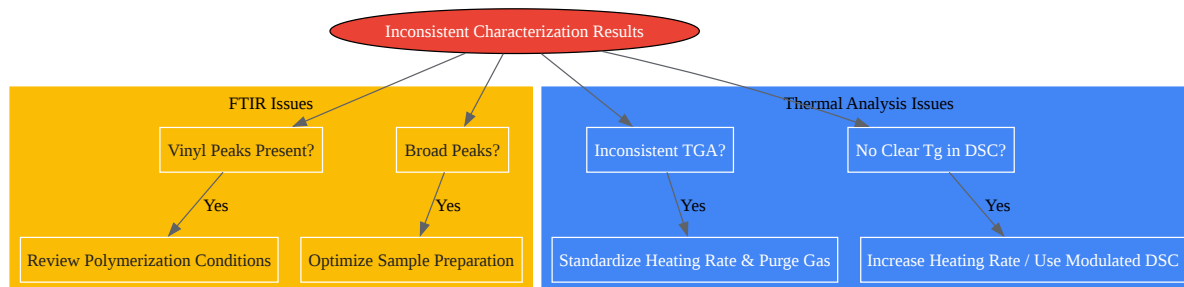 Inconsistent Characterization Results
FTIR Issues
Thermal Analysis Issues
Vinyl Peaks Present?
Broad Peaks?
Inconsistent TGA?
No Clear Tg in DSC?
Yes
Yes
Yes
Yes
Review Polymerization Conditions
Optimize Sample Preparation
Standardize Heating Rate & Purge Gas
Increase Heating Rate / Use Modulated DSC